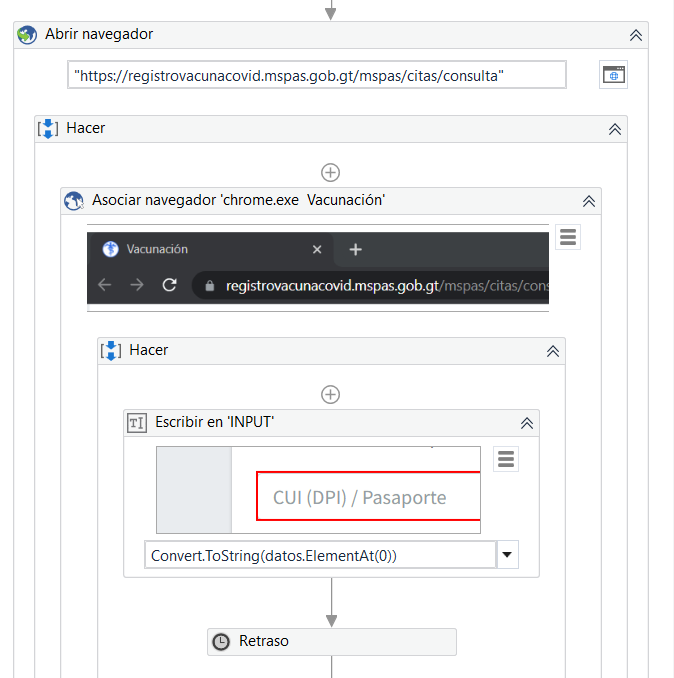 Abrir navegador
"https://registrovacunacovid.mspas.gob.gt/mspas/citas/consulta"
Hacer
Asociar navegador 'chrome.exe Vacunación'
Vacunación
registrovacunacovid.mspas.gob.gt/mspas/citas/cons
Hacer
Escribir en 'INPUT'
CUI (DPI) / Pasaporte
Convert.ToString(datos.ElementAt(0))
Retraso